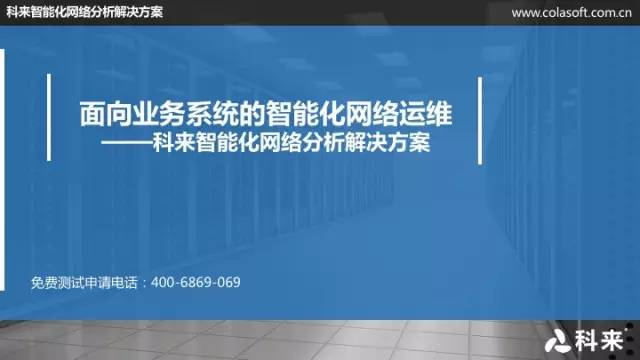 科来智能化网络分析解决方案
www.colasoft.com.cn
面向业务系统的智能化网络运维
——科来智能化网络分析解决方案
免费测试申请电话：400-6869-069
科来